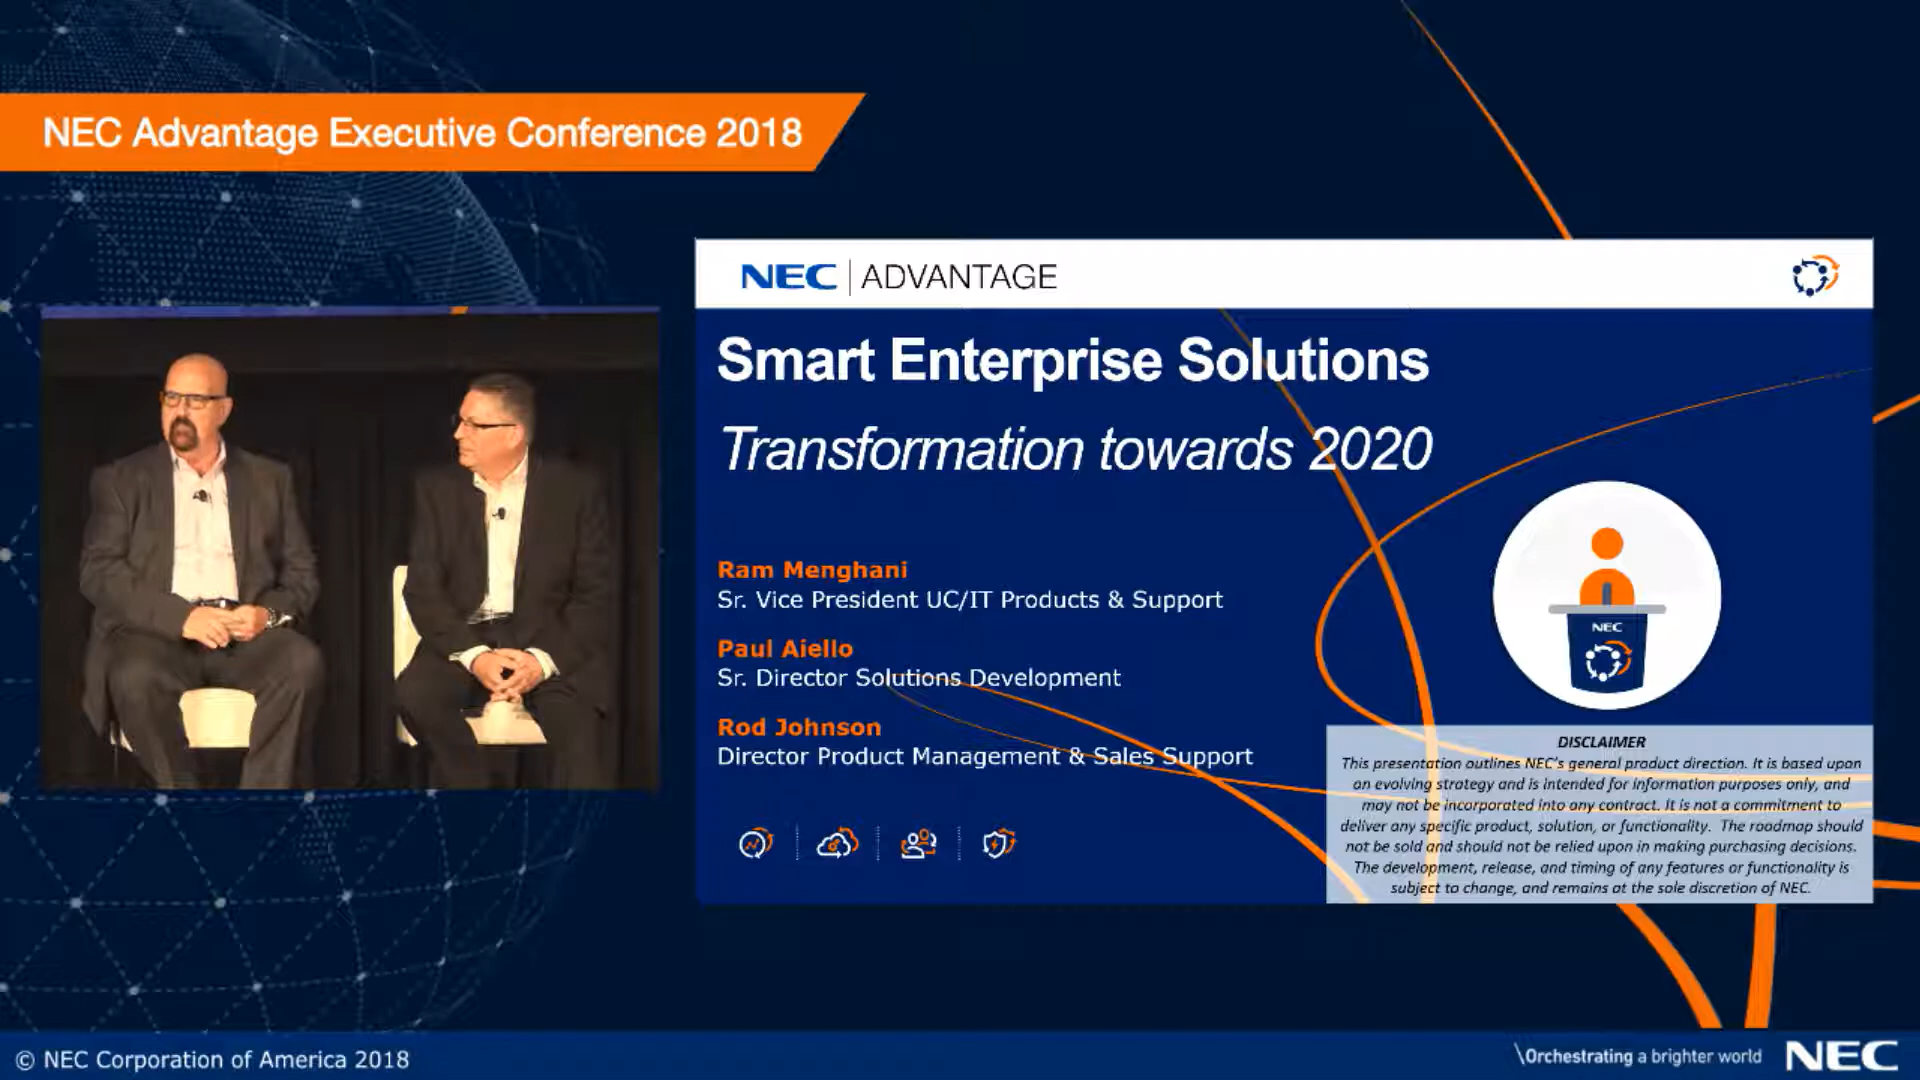 NEC Advantage Executive Conference 2018
NEC ADVANTAGE
Smart Enterprise Solutions
Transformation towards 2020
Ram Menghani
Sr. Vice President UC/IT Products & Support
Paul Aiello
Sr. Director Solutions Development
Rod Johnson
Director Product Management & Sales Support
NEC
DISCLAIMER
This presentation outlines NEC's general product direction. It is based upon
an evolving strategy and is intended for information purposes only, and
may not be incorporated into any contract. It is not a commitment to
deliver any specific product, solution, or functionality. The roadmap should
not be sold and should not be relied upon in making purchasing decisions.
The development, release, and timing of any features or functionality is
subject to change, and remains at the sole discretion of NEC.
© NEC Corporation of America 2018
\Orchestrating a brighter world
NEC